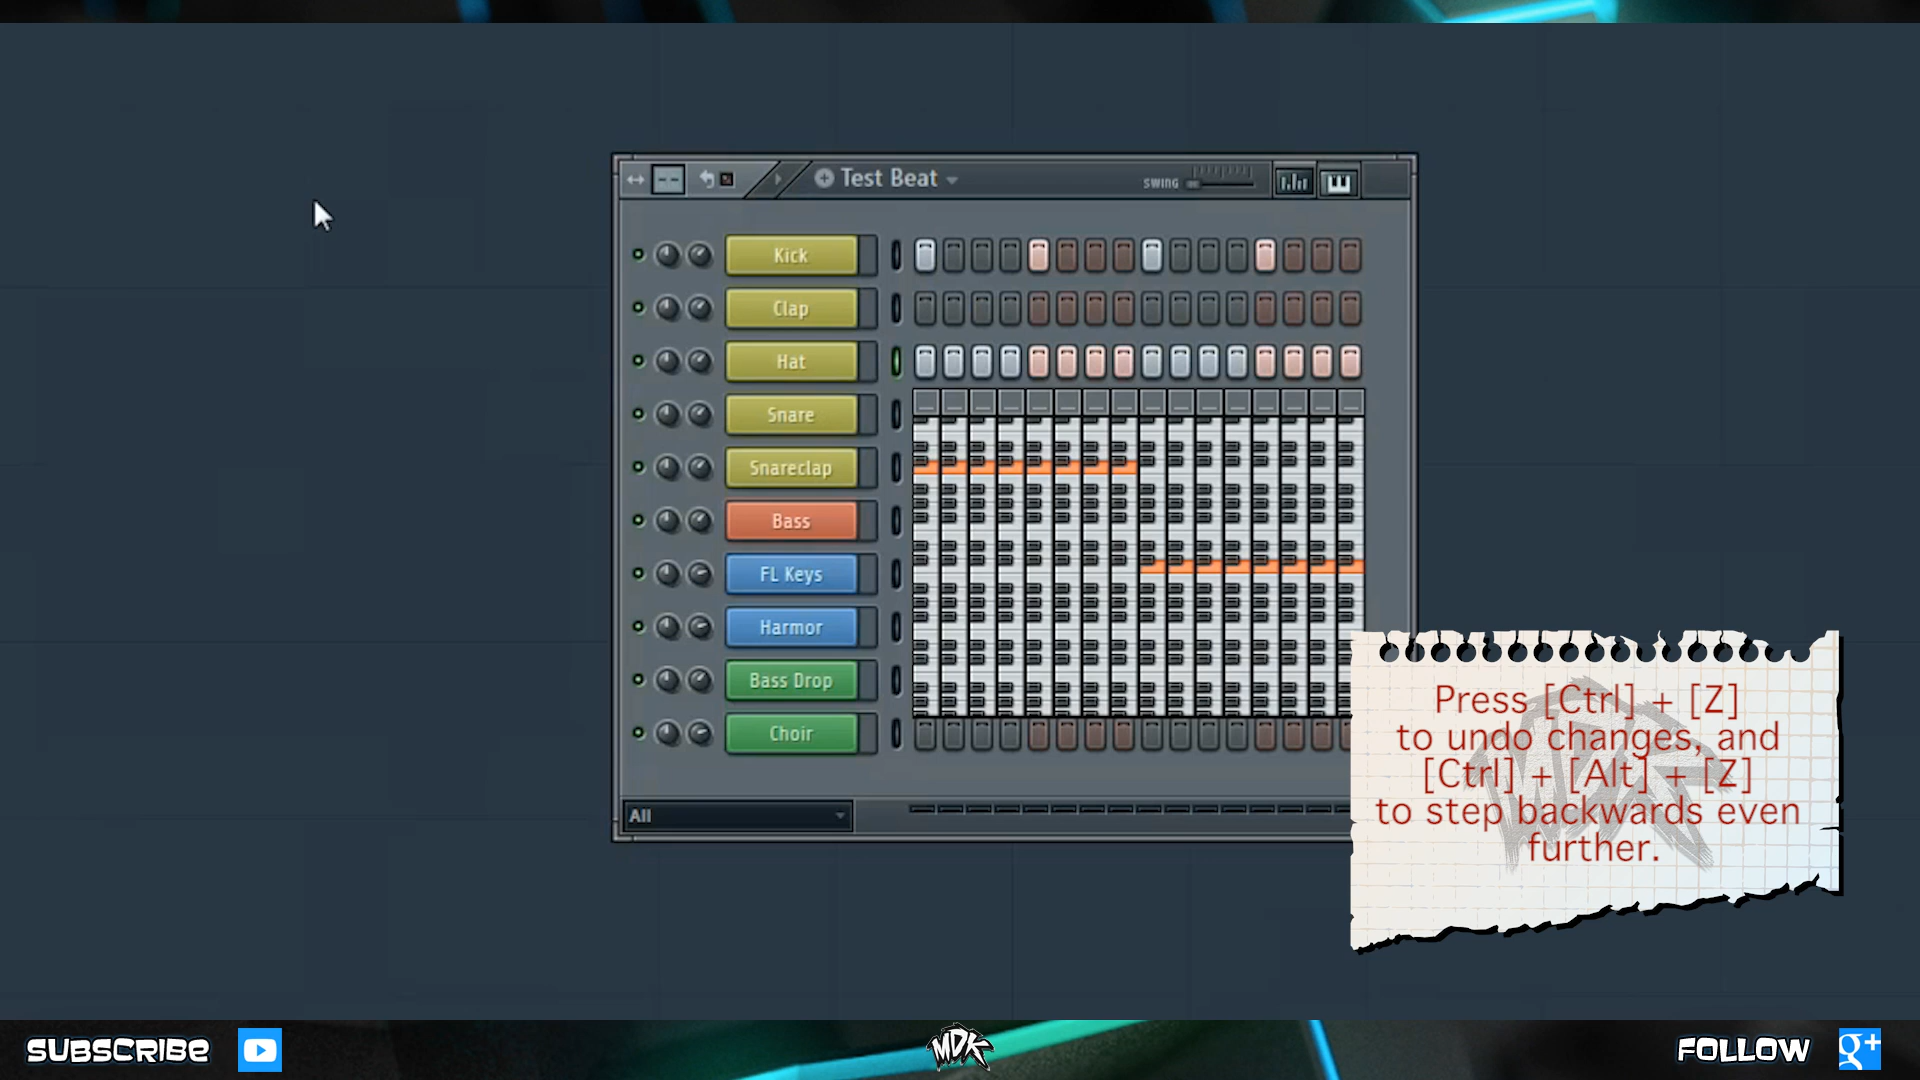 Test Beat
SWING
Kick
Clap
Hat
Snare
Snareclap
Bass
FL Keys
Harmor
Bass Drop
Choir
All
Press [Ctrl] + [Z]
to undo changes, and
[Ctrl] + [Alt] + [Z]
to step backwards even
further.
SUBSCRIBE
MDK
FOLLOW
g+